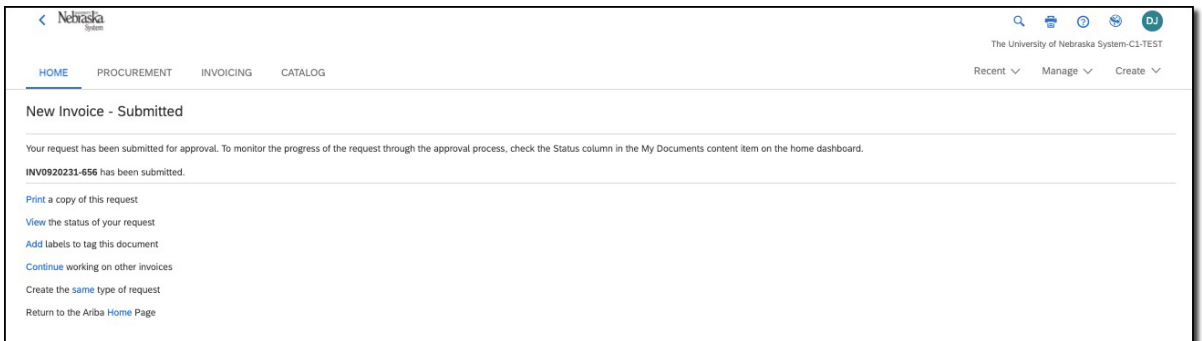 Nebraska
System
DJ
The University of Nebraska System-C1-TEST
HOME PROCUREMENT INVOICING CATALOG Recent Manage Create
New Invoice - Submitted
Your request has been submitted for approval. To monitor the progress of the request through the approval process, check the Status column in the My Documents content item on the home dashboard.
INV0920231-656 has been submitted.
Print a copy of this request
View the status of your request
Add labels to tag this document
Continue working on other invoices
Create the same type of request
Return to the Ariba Home Page